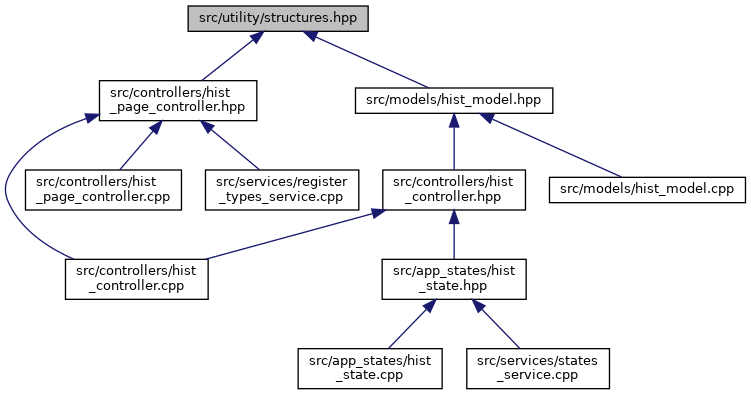 src/utility/structures.hpp
src/controllers/hist
_page_controller.hpp
src/models/hist_model.hpp
src/controllers/hist
_page_controller.cpp
src/services/register
_types_service.cpp
src/controllers/hist
_controller.hpp
src/models/hist_model.cpp
src/controllers/hist
_controller.cpp
src/app_states/hist
_state.hpp
src/app_states/hist
_state.cpp
src/services/states
_service.cpp